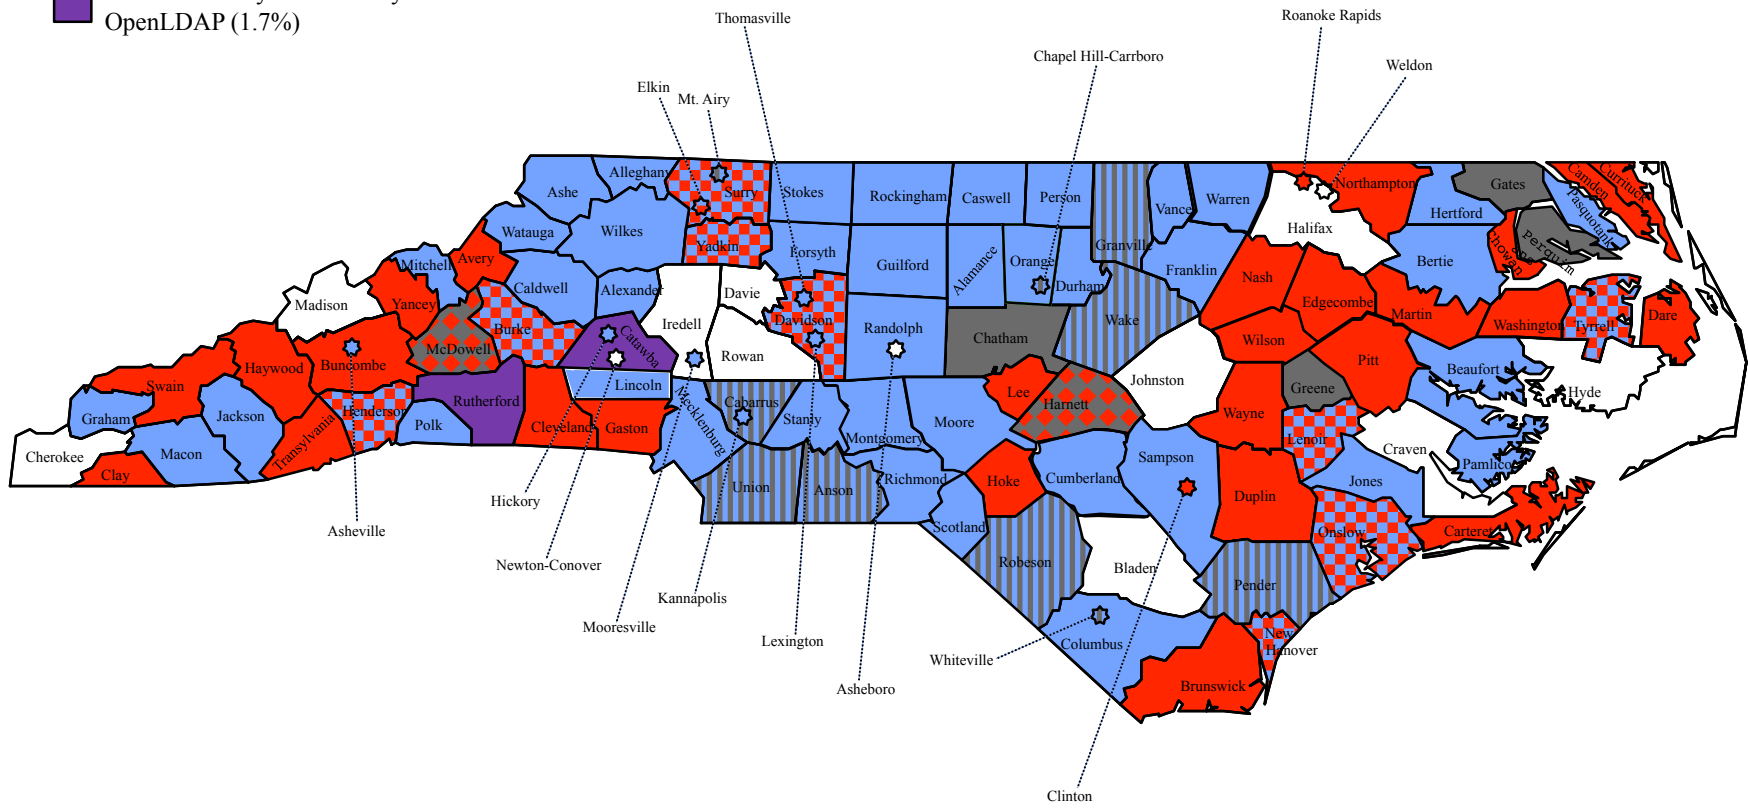 OpenLDAP (1.7%)
Thomasville
Roanoke Rapids
Chapel Hill-Carrboro
Weldon
Elkin
Mt. Airy
Alleghany
Surry
Ashe
Stokes
Rockingham
Caswell
Person
Granville
Vance
Warren
Northampton
Halifax
Hertford
Gates
Camden
Currituck
Pasquotank
Perquim
ans
Chowan
Watauga
Wilkes
Yadkin
Forsyth
Guilford
Alamance
Orange
Durham
Franklin
Nash
Bertie
Mitchell
Avery
Caldwell
Alexander
Davie
Madison
Yancey
Burke
Iredell
Davidson
Randolph
Chatham
Wake
Edgecombe
Martin
Washington
Tyrrell
Dare
McDowell
Catawba
Rowan
Wilson
Pitt
Buncombe
Haywood
Swain
Johnston
Beaufort
Hyde
Lincoln
Lee
Harnett
Greene
Wayne
Graham
Jackson
Transylvania
Henderson
Polk
Rutherford
Cleveland
Gaston
Mecklenburg
Cabarrus
Stanly
Montgomery
Moore
Lenoir
Craven
Pamlico
Cherokee
Clay
Macon
Union
Anson
Richmond
Hoke
Cumberland
Sampson
Duplin
Jones
Hickory
Scotland
Onslow
Carteret
Asheville
Newton-Conover
Robeson
Bladen
Pender
Kannapolis
Mooresville
Lexington
Whiteville
Columbus
New
Hanover
Asheboro
Brunswick
Clinton